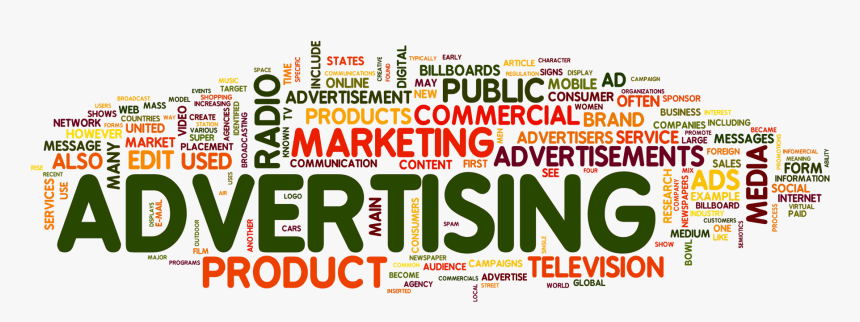 INCLUDE
STATES
TYPICALLY
EARLY
ARTICLE
CHARACTER
SPACE
TIME
SPECIFIC
COMMUNICATIONS
CREATIVE
FOUND
DIGITAL
BILLBOARDS
REGULATION
SIGNS
DISPLAY
MUSIC
TARGET
RADIO
ONLINE
MAY
NEW
PUBLIC
MOBILE
AD
CAMPAIGN
EVENTS
SHOPPING
INCREASING
ADVERTISEMENT
CONSUMER
ORGANIZATIONS
OFTEN
SPONSOR
BROADCAST
USERS
SHOWS
WEB
MASS
MODEL
VIDEO
CREATE
AGENCIES
IDENTIFIED
KNOWN
TV
PRODUCTS
COMMERCIAL
WOMEN
BRAND
BUSINESS
INTEREST
NETWORK
FORMS
COUNTRIES
WAY
STATION
UNITED
VARIOUS
SUPER
BROADCASTING
COMPANIES
INCLUDING
HOWEVER
MARKETING
MEN
ADVERTISERS
SERVICE
PROMOTE
LARGE
MESSAGES
BECAME
MESSAGE
MARKET
PLACEMENT
ALSO
MANY
EDIT
USED
COMMUNICATION
CONTENT
FIRST
ADVERTISEMENTS
FOREIGN
SALES
MEDIA
PROMOTIONS
INFOMERCIAL
MEANING
FORM
ABILITY
RISE
RECENT
SERVICES
USE
USES
AIR
SEE
FOUR
RESEARCH
COMPANY
NEWSPAPERS
MIX
ADS
EXAMPLE
INFORMATION
SOCIAL
INTERNET
ADVERTISING
DISPLAYS
E-MAIL
LOGO
CARS
MAIN
CONSUMERS
SPAM
BILLBOARD
INDUSTRY
CUSTOMERS
VIRTUAL
PAID
PROCESS
OUTDOOR
FILM
ANOTHER
SINGLE
SHOW
BOWL
MEDIUM
ONE
LIKE
SEMIOTICS
MAJOR
PROGRAMS
PRODUCT
NEWSPAPER
COMMON
AUDIENCE
CAMPAIGNS
TELEVISION
BECOME
AGENCY
INSERTED
COMMERCIALS
ADVERTISE
LOCAL
STREET
WORLD
GLOBAL